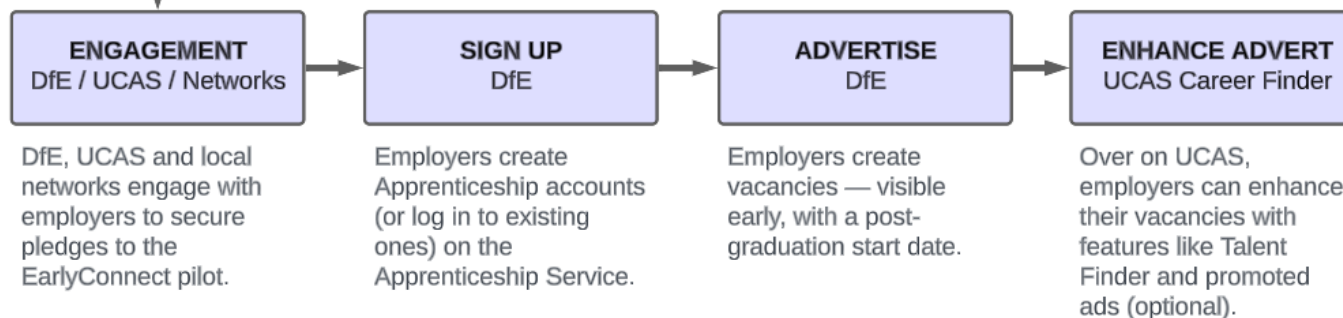 ENGAGEMENT
DfE / UCAS / Networks
DfE, UCAS and local
networks engage with
employers to secure
pledges to the
EarlyConnect pilot.
SIGN UP
DfE
Employers create
Apprenticeship accounts
(or log in to existing
ones) on the
Apprenticeship Service.
ADVERTISE
DfE
Employers create
vacancies — visible
early, with a post-
graduation start date.
ENHANCE ADVERT
UCAS Career Finder
Over on UCAS,
employers can enhance
their vacancies with
features like Talent
Finder and promoted
ads (optional).